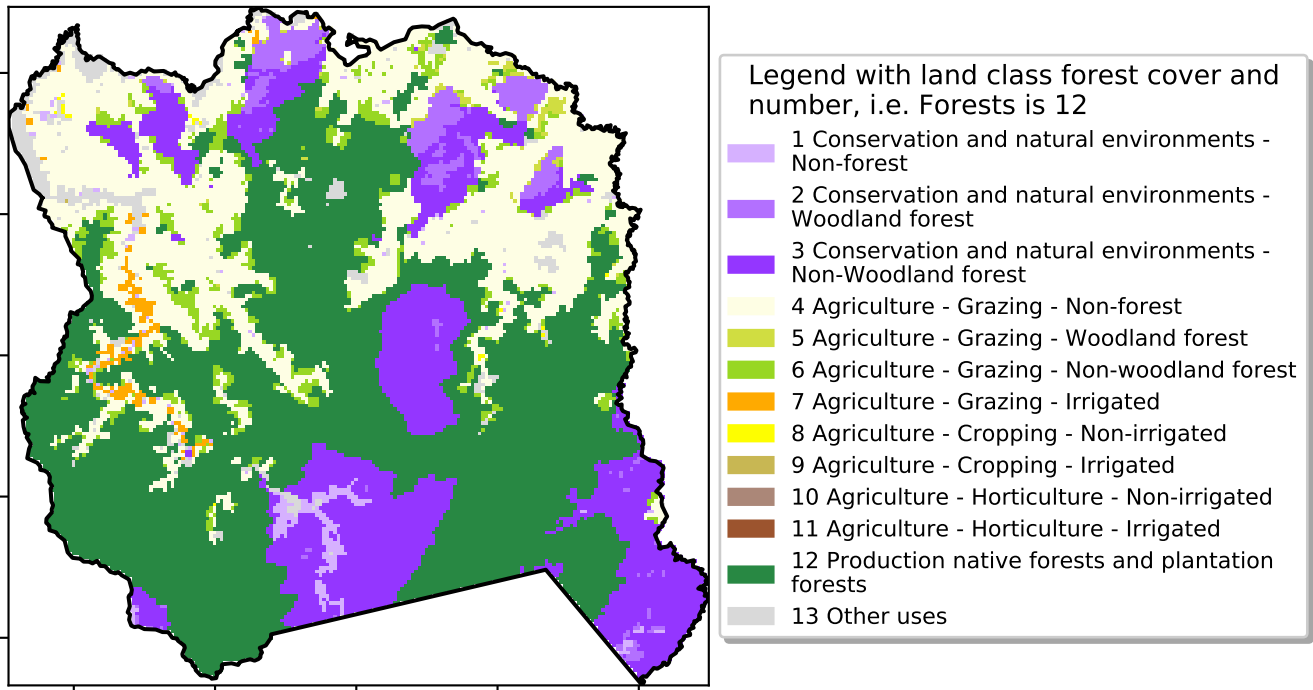 Legend with land class forest cover and
number, i.e. Forests is 12
1 Conservation and natural environments -
Non-forest
2 Conservation and natural environments -
Woodland forest
3 Conservation and natural environments -
Non-Woodland forest
4 Agriculture - Grazing - Non-forest
5 Agriculture - Grazing - Woodland forest
6 Agriculture - Grazing - Non-woodland forest
7 Agriculture - Grazing - Irrigated
8 Agriculture - Cropping - Non-irrigated
9 Agriculture - Cropping - Irrigated
10 Agriculture - Horticulture - Non-irrigated
11 Agriculture - Horticulture - Irrigated
12 Production native forests and plantation
forests
13 Other uses